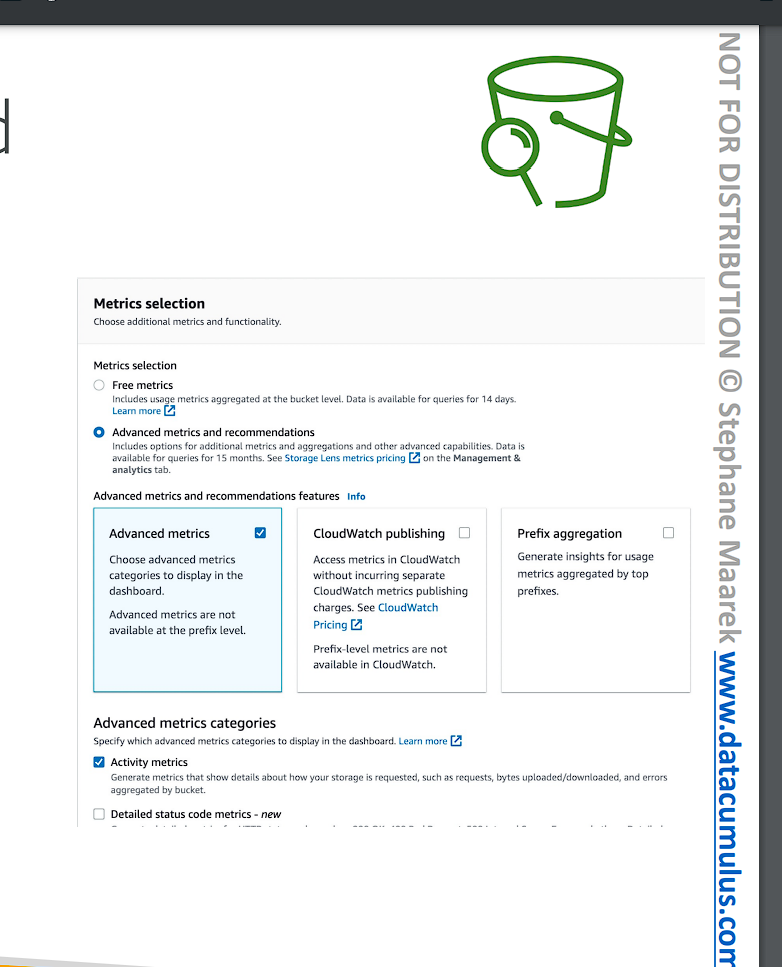 d
Metrics selection
Choose additional metrics and functionality.
Metrics selection
Free metrics
Includes usage metrics aggregated at the bucket level. Data is available for queries for 14 days.
Learn more
Advanced metrics and recommendations
Includes options for additional metrics and aggregations and other advanced capabilities. Data is
available for queries for 15 months. See Storage Lens metrics pricing on the Management &
analytics tab.
Advanced metrics and recommendations features Info
Advanced metrics
Choose advanced metrics
categories to display in the
dashboard.
Advanced metrics are not
available at the prefix level.
CloudWatch publishing
Access metrics in CloudWatch
without incurring separate
CloudWatch metrics publishing
charges. See CloudWatch
Pricing
Prefix-level metrics are not
available in CloudWatch.
Prefix aggregation
Generate insights for usage
metrics aggregated by top
prefixes.
Advanced metrics categories
Specify which advanced metrics categories to display in the dashboard. Learn more
Activity metrics
Generate metrics that show details about how your storage is requested, such as requests, bytes uploaded/downloaded, and errors
aggregated by bucket.
Detailed status code metrics - new
NOT FOR DISTRIBUTION © Stephane Maarek www.datacumulus.com